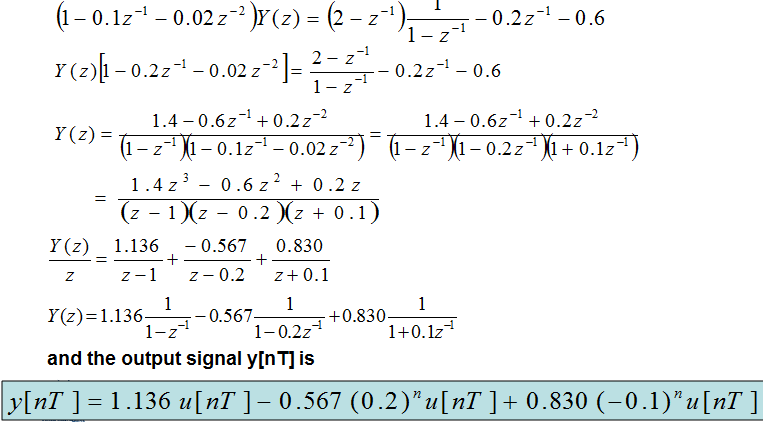 (1 − 0.1z⁻¹ − 0.02z⁻²)Y(z) = (2 − z⁻¹) 1/(1 − z⁻¹) − 0.2z⁻¹ − 0.6
Y(z)[1 − 0.2z⁻¹ − 0.02z⁻²] = (2 − z⁻¹)/(1 − z⁻¹) − 0.2z⁻¹ − 0.6
Y(z) = (1.4 − 0.6z⁻¹ + 0.2z⁻²)/((1 − z⁻¹)(1 − 0.1z⁻¹ − 0.02z⁻²)) = (1.4 − 0.6z⁻¹ + 0.2z⁻²)/((1 − z⁻¹)(1 − 0.2z⁻¹)(1 + 0.1z⁻¹))
= (1.4z³ − 0.6z² + 0.2z)/((z − 1)(z − 0.2)(z + 0.1))
Y(z)/z = 1.136/(z − 1) + −0.567/(z − 0.2) + 0.830/(z + 0.1)
Y(z) = 1.136 1/(1 − z⁻¹) − 0.567 1/(1 − 0.2z⁻¹) + 0.830 1/(1 + 0.1z⁻¹)
and the output signal y[nT] is
y[nT] = 1.136 u[nT] − 0.567 (0.2)ⁿu[nT] + 0.830 (−0.1)ⁿu[nT]